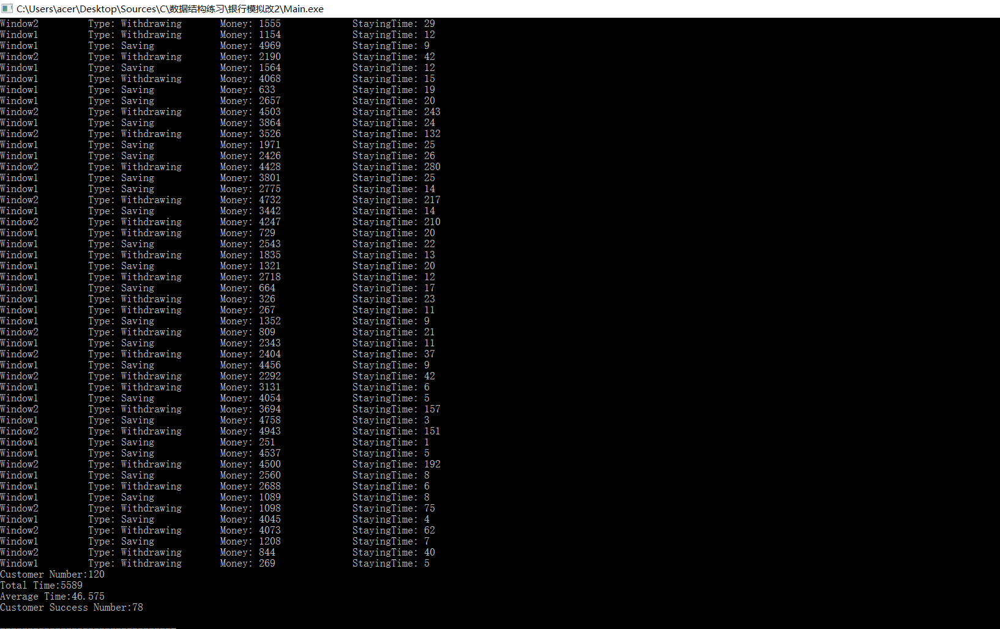 C:\Users\acer\Desktop\Sources\C\数据结构练习\银行模拟改2\Main.exe
Window2 Type: Withdrawing Money: 1555 StayingTime: 29
Window1 Type: Withdrawing Money: 1154 StayingTime: 12
Window1 Type: Saving Money: 4969 StayingTime: 9
Window2 Type: Withdrawing Money: 2190 StayingTime: 42
Window1 Type: Saving Money: 1564 StayingTime: 12
Window1 Type: Withdrawing Money: 4068 StayingTime: 15
Window1 Type: Saving Money: 633 StayingTime: 19
Window1 Type: Saving Money: 2657 StayingTime: 20
Window2 Type: Withdrawing Money: 4503 StayingTime: 243
Window1 Type: Saving Money: 3864 StayingTime: 24
Window2 Type: Withdrawing Money: 3526 StayingTime: 132
Window1 Type: Saving Money: 1971 StayingTime: 25
Window1 Type: Saving Money: 2426 StayingTime: 26
Window2 Type: Withdrawing Money: 4428 StayingTime: 280
Window1 Type: Saving Money: 3801 StayingTime: 25
Window1 Type: Saving Money: 2775 StayingTime: 14
Window2 Type: Withdrawing Money: 4732 StayingTime: 217
Window1 Type: Saving Money: 3442 StayingTime: 14
Window2 Type: Withdrawing Money: 4247 StayingTime: 210
Window1 Type: Withdrawing Money: 729 StayingTime: 20
Window1 Type: Saving Money: 2543 StayingTime: 22
Window1 Type: Withdrawing Money: 1835 StayingTime: 13
Window1 Type: Saving Money: 1321 StayingTime: 20
Window1 Type: Withdrawing Money: 2718 StayingTime: 12
Window1 Type: Saving Money: 664 StayingTime: 17
Window1 Type: Withdrawing Money: 326 StayingTime: 23
Window1 Type: Withdrawing Money: 267 StayingTime: 11
Window1 Type: Saving Money: 1352 StayingTime: 9
Window2 Type: Withdrawing Money: 809 StayingTime: 21
Window1 Type: Saving Money: 2343 StayingTime: 11
Window2 Type: Withdrawing Money: 2404 StayingTime: 37
Window1 Type: Saving Money: 4456 StayingTime: 9
Window2 Type: Withdrawing Money: 2292 StayingTime: 42
Window1 Type: Withdrawing Money: 3131 StayingTime: 6
Window1 Type: Saving Money: 4054 StayingTime: 5
Window2 Type: Withdrawing Money: 3694 StayingTime: 157
Window1 Type: Saving Money: 4758 StayingTime: 3
Window2 Type: Withdrawing Money: 4943 StayingTime: 151
Window1 Type: Saving Money: 251 StayingTime: 1
Window1 Type: Saving Money: 4537 StayingTime: 5
Window2 Type: Withdrawing Money: 4500 StayingTime: 192
Window1 Type: Saving Money: 2560 StayingTime: 8
Window1 Type: Withdrawing Money: 2688 StayingTime: 6
Window1 Type: Saving Money: 1089 StayingTime: 8
Window2 Type: Withdrawing Money: 1098 StayingTime: 75
Window1 Type: Saving Money: 4045 StayingTime: 4
Window2 Type: Withdrawing Money: 4073 StayingTime: 62
Window1 Type: Saving Money: 1208 StayingTime: 7
Window2 Type: Withdrawing Money: 844 StayingTime: 40
Window1 Type: Withdrawing Money: 269 StayingTime: 5
Customer Number:120
Total Time:5589
Average Time:46.575
Customer Success Number:78
--------------------------------